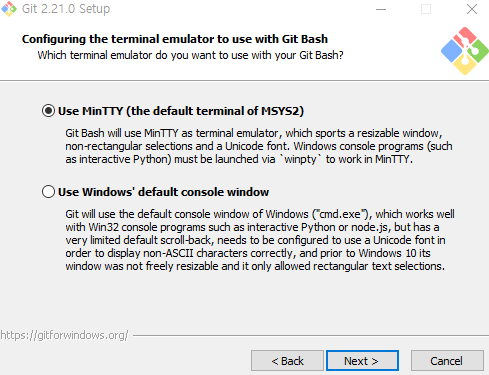 Git 2.21.0 Setup
Configuring the terminal emulator to use with Git Bash
Which terminal emulator do you want to use with your Git Bash?
Use MinTTY (the default terminal of MSYS2)
Git Bash will use MinTTY as terminal emulator, which sports a resizable window,
non-rectangular selections and a Unicode font. Windows console programs (such
as interactive Python) must be launched via `winpty` to work in MinTTY.
Use Windows' default console window
Git will use the default console window of Windows ("cmd.exe"), which works well
with Win32 console programs such as interactive Python or node.js, but has a
very limited default scroll-back, needs to be configured to use a Unicode font in
order to display non-ASCII characters correctly, and prior to Windows 10 its
window was not freely resizable and it only allowed rectangular text selections.
https://gitforwindows.org/
< Back
Next >
Cancel